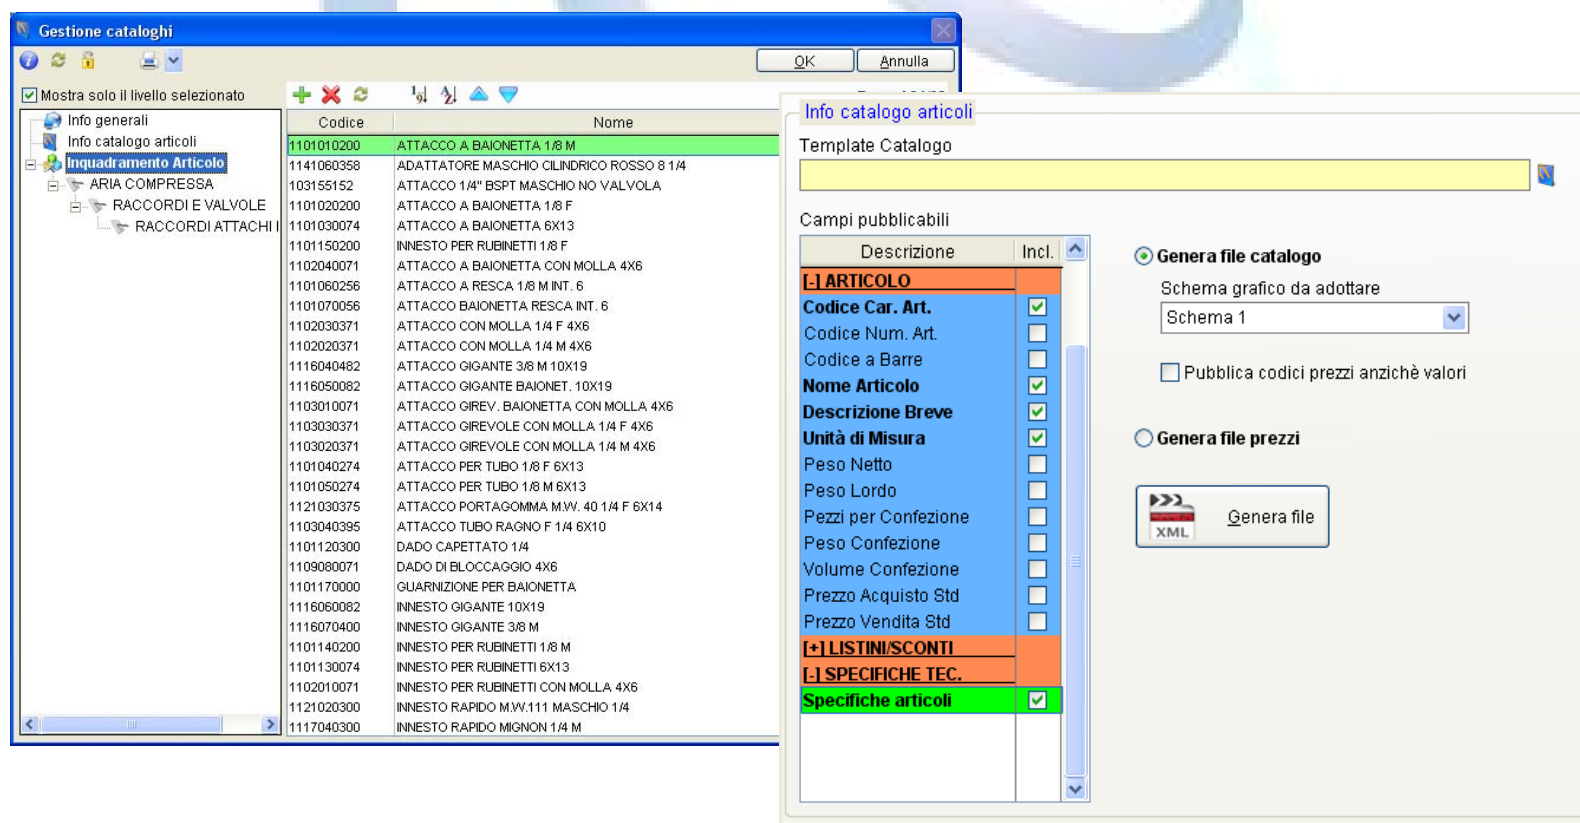 Gestione cataloghi
OK
Annulla
Mostra solo il livello selezionato
Info generali
Info catalogo articoli
Inquadramento Articolo
ARIA COMPRESSA
RACCORDI E VALVOLE
RACCORDI ATTACHI
Codice Nome
1101010200 ATTACCO A BAIONETTA 1/8 M
1141060358 ADATTATORE MASCHIO CILINDRICO ROSSO 8 1/4
103155152 ATTACCO 1/4" BSPT MASCHIO NO VALVOLA
1101020200 ATTACCO A BAIONETTA 1/8 F
1101030074 ATTACCO A BAIONETTA 6X13
1101150200 INNESTO PER RUBINETTI 1/8 F
1102040071 ATTACCO A BAIONETTA CON MOLLA 4X6
1101060256 ATTACCO A RESCA 1/8 M INT. 6
1101070056 ATTACCO BAIONETTA RESCA INT. 6
1102030371 ATTACCO CON MOLLA 1/4 F 4X6
1102020371 ATTACCO CON MOLLA 1/4 M 4X6
1116040482 ATTACCO GIGANTE 3/8 M 10X19
1116050082 ATTACCO GIGANTE BAIONET. 10X19
1103010071 ATTACCO GIREV. BAIONETTA CON MOLLA 4X6
1103030371 ATTACCO GIREVOLE CON MOLLA 1/4 F 4X6
1103020371 ATTACCO GIREVOLE CON MOLLA 1/4 M 4X6
1101040274 ATTACCO PER TUBO 1/8 F 6X13
1101050274 ATTACCO PER TUBO 1/8 M 6X13
1121030375 ATTACCO PORTAGOMMA M.W. 40 1/4 F 6X14
1103040395 ATTACCO TUBO RAGNO F 1/4 6X10
1101120300 DADO CAPETTATO 1/4
1109080071 DADO DI BLOCCAGGIO 4X6
1101170000 GUARNIZIONE PER BAIONETTA
1116060082 INNESTO GIGANTE 10X19
1116070400 INNESTO GIGANTE 3/8 M
1101140200 INNESTO PER RUBINETTI 1/8 M
1101130074 INNESTO PER RUBINETTI 6X13
1102010071 INNESTO PER RUBINETTI CON MOLLA 4X6
1121020300 INNESTO RAPIDO M.W.111 MASCHIO 1/4
1117040300 INNESTO RAPIDO MIGNON 1/4 M
Info catalogo articoli
Template Catalogo
Campi pubblicabili
Descrizione Incl.
[-] ARTICOLO
Codice Car. Art.
Codice Num. Art.
Codice a Barre
Nome Articolo
Descrizione Breve
Unità di Misura
Peso Netto
Peso Lordo
Pezzi per Confezione
Peso Confezione
Volume Confezione
Prezzo Acquisto Std
Prezzo Vendita Std
[+] LISTINI/SCONTI
[-] SPECIFICHE TEC.
Specifiche articoli
Genera file catalogo
Schema grafico da adottare
Schema 1
Pubblica codici prezzi anzichè valori
Genera file prezzi
XML
Genera file